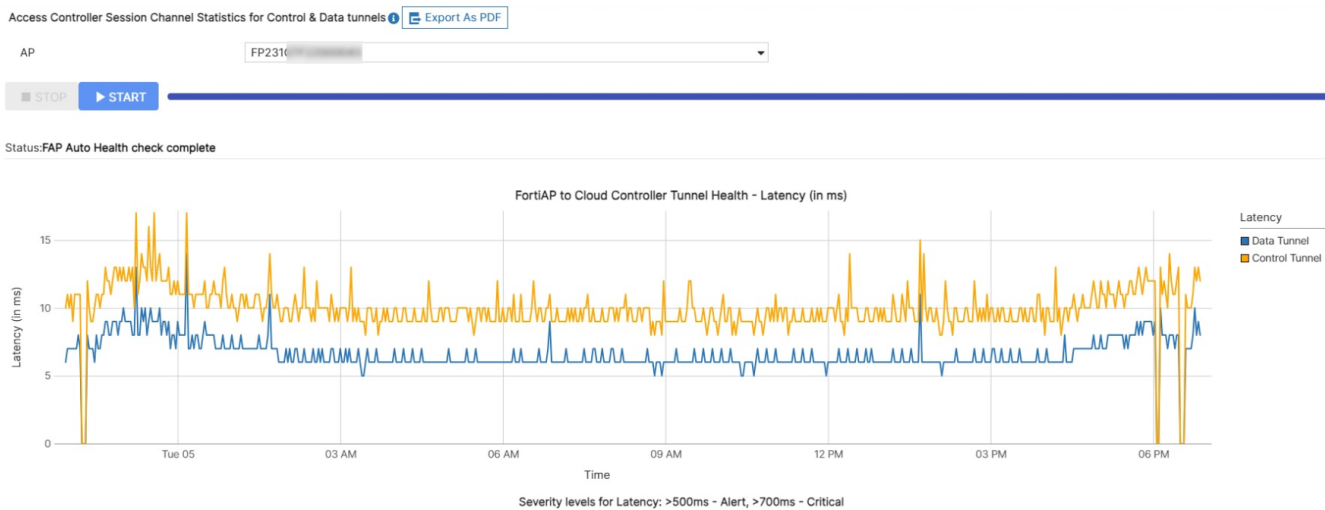 Access Controller Session Channel Statistics for Control & Data tunnels Export As PDF
AP FP231
STOP START
Status:FAP Auto Health check complete
FortiAP to Cloud Controller Tunnel Health - Latency (in ms)
Latency
Data Tunnel
Control Tunnel
15
10
5
0
Latency (in ms)
Tue 05 03 AM 06 AM 09 AM 12 PM 03 PM 06 PM
Time
Severity levels for Latency: >500ms - Alert, >700ms - Critical